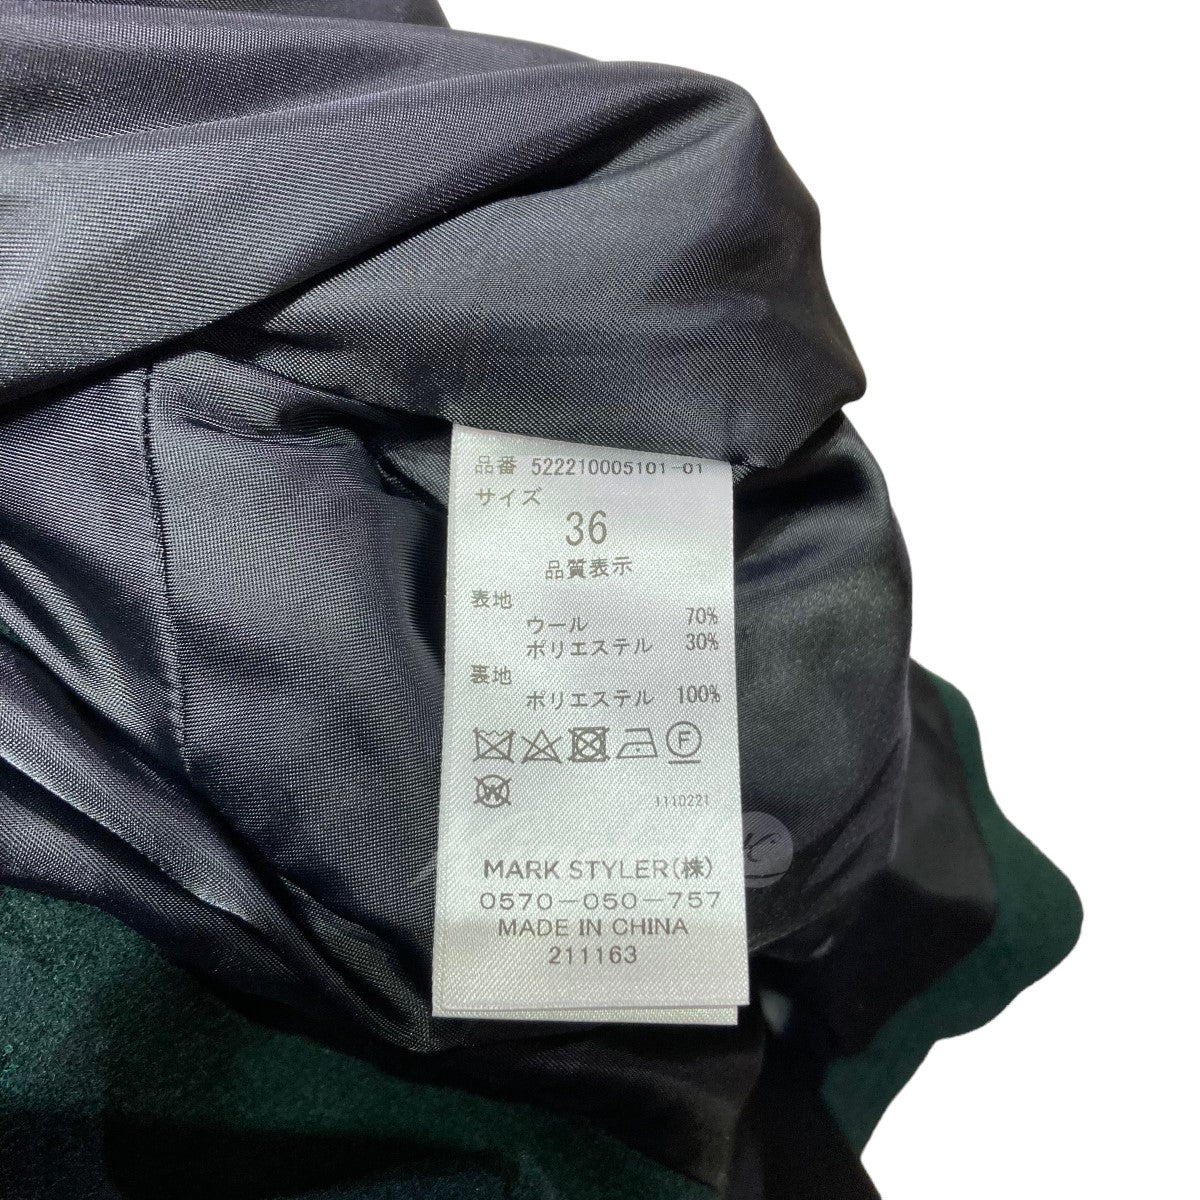 品番 522210005101-01
サイズ
36
品質表示
表地
ウール 70%
ポリエステル 30%
裏地
ポリエステル 100%
F
W
1110221
MARK STYLER(株)
0570-050-757
MADE IN CHINA
211163